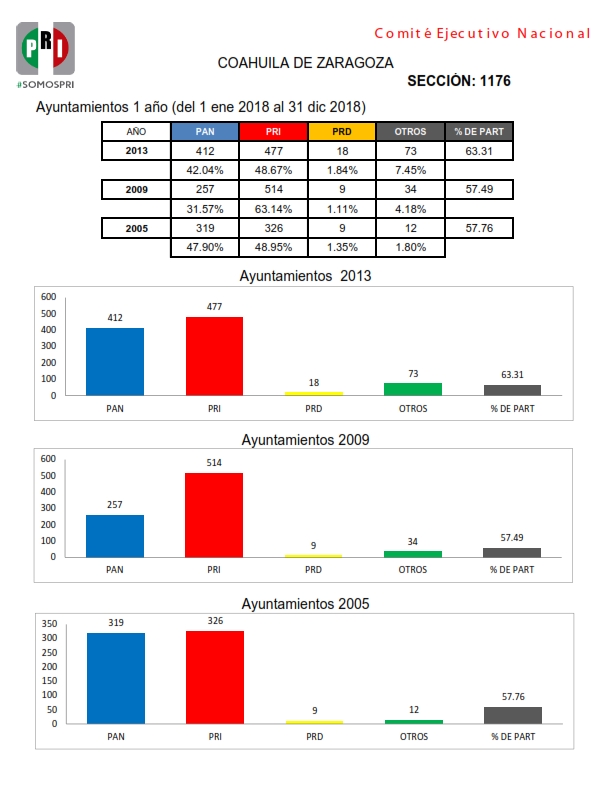 PRI
#SOMOSPRI
Comité Ejecutivo Nacional
COAHUILA DE ZARAGOZA
SECCIÓN: 1176
Ayuntamientos 1 año (del 1 ene 2018 al 31 dic 2018)
AÑO PAN PRI PRD OTROS % DE PART
2013 412 477 18 73 63.31
42.04% 48.67% 1.84% 7.45%
2009 257 514 9 34 57.49
31.57% 63.14% 1.11% 4.18%
2005 319 326 9 12 57.76
47.90% 48.95% 1.35% 1.80%
Ayuntamientos 2013
600
500
400
300
200
100
0
412 477 18 73 63.31
PAN PRI PRD OTROS % DE PART
Ayuntamientos 2009
600
500
400
300
200
100
0
257 514 9 34 57.49
PAN PRI PRD OTROS % DE PART
Ayuntamientos 2005
350
300
250
200
150
100
50
0
319 326 9 12 57.76
PAN PRI PRD OTROS % DE PART